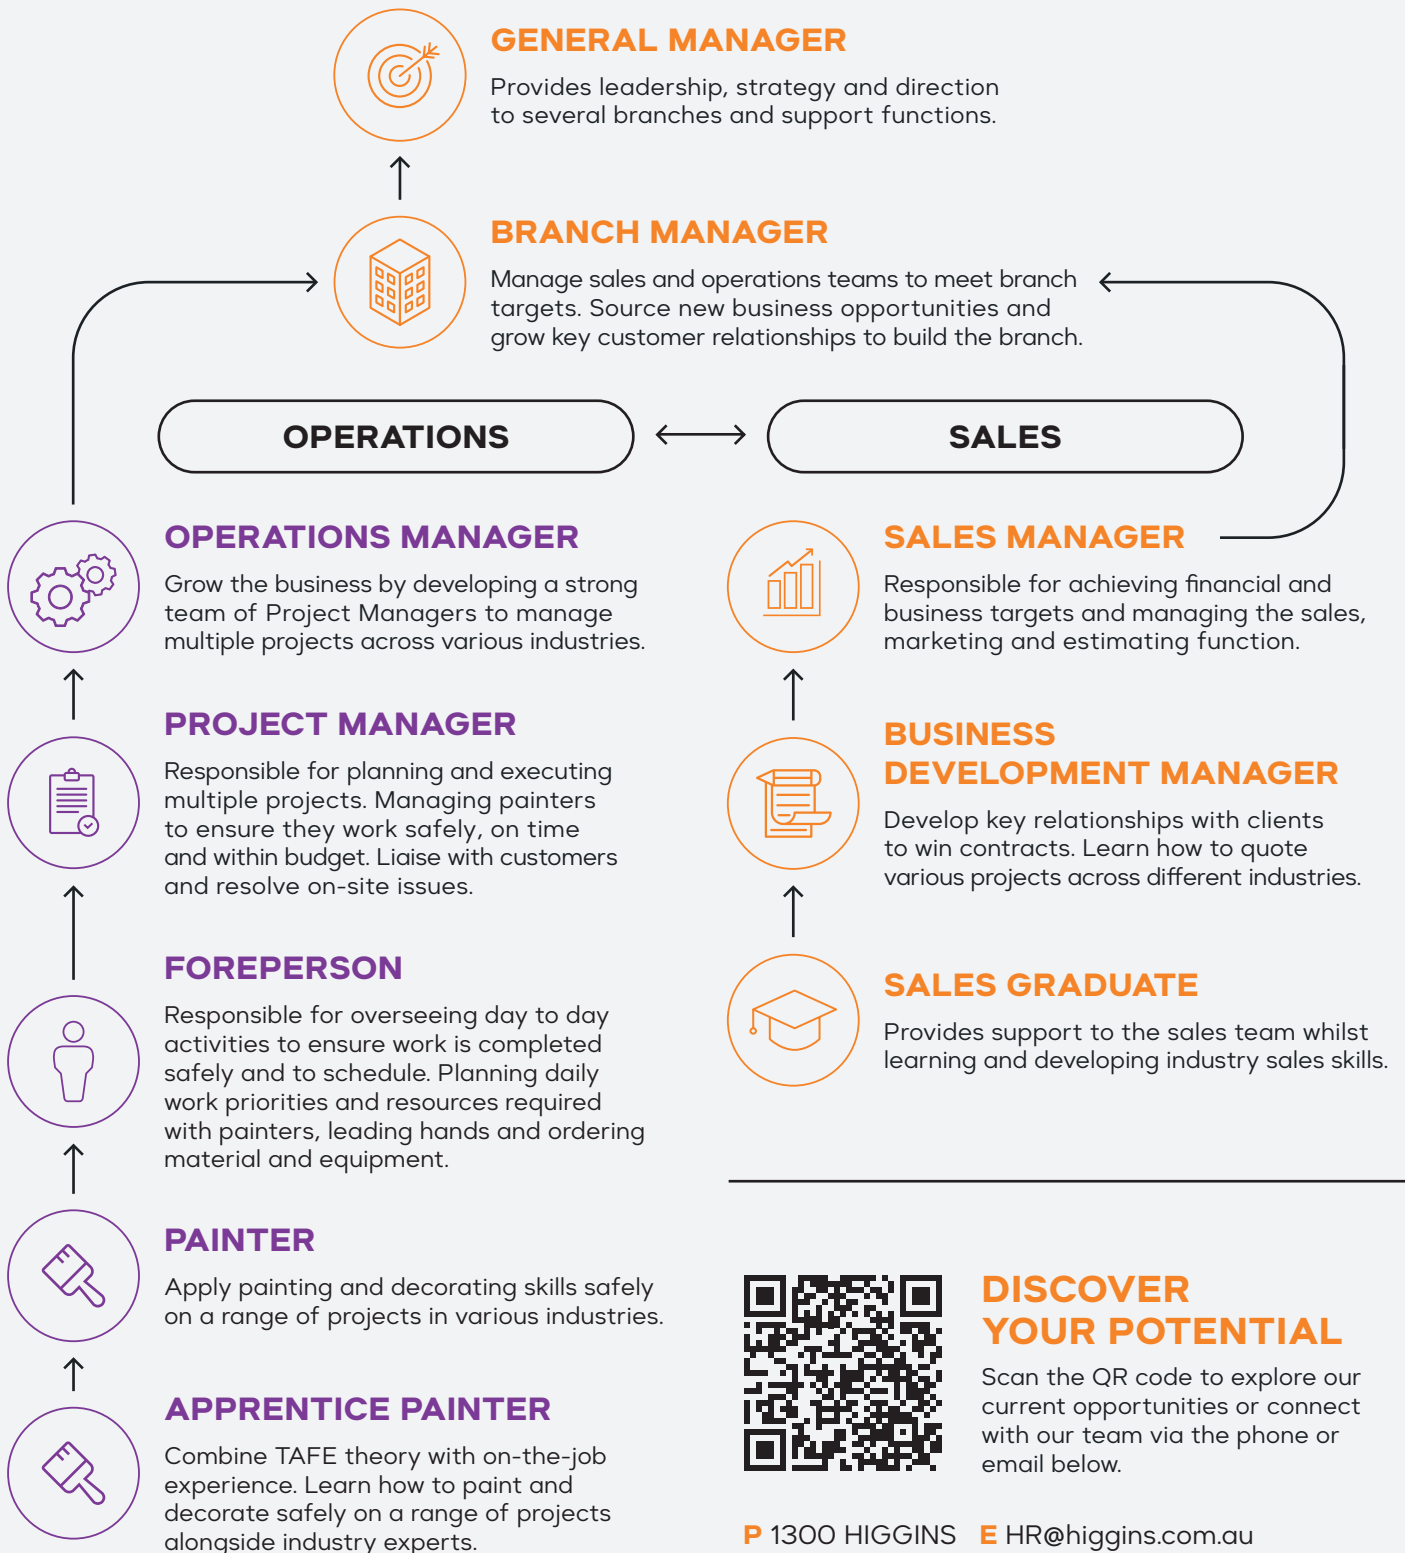 GENERAL MANAGER
Provides leadership, strategy and direction
to several branches and support functions.
BRANCH MANAGER
Manage sales and operations teams to meet branch
targets. Source new business opportunities and
grow key customer relationships to build the branch.
OPERATIONS
SALES
OPERATIONS MANAGER
Grow the business by developing a strong
team of Project Managers to manage
multiple projects across various industries.
PROJECT MANAGER
Responsible for planning and executing
multiple projects. Managing painters
to ensure they work safely, on time
and within budget. Liaise with customers
and resolve on-site issues.
FOREPERSON
Responsible for overseeing day to day
activities to ensure work is completed
safely and to schedule. Planning daily
work priorities and resources required
with painters, leading hands and ordering
material and equipment.
PAINTER
Apply painting and decorating skills safely
on a range of projects in various industries.
APPRENTICE PAINTER
Combine TAFE theory with on-the-job
experience. Learn how to paint and
decorate safely on a range of projects
alongside industry experts.
SALES MANAGER
Responsible for achieving financial and
business targets and managing the sales,
marketing and estimating function.
BUSINESS
DEVELOPMENT MANAGER
Develop key relationships with clients
to win contracts. Learn how to quote
various projects across different industries.
SALES GRADUATE
Provides support to the sales team whilst
learning and developing industry sales skills.
DISCOVER
YOUR POTENTIAL
Scan the QR code to explore our
current opportunities or connect
with our team via the phone or
email below.
P 1300 HIGGINS E HR@higgins.com.au